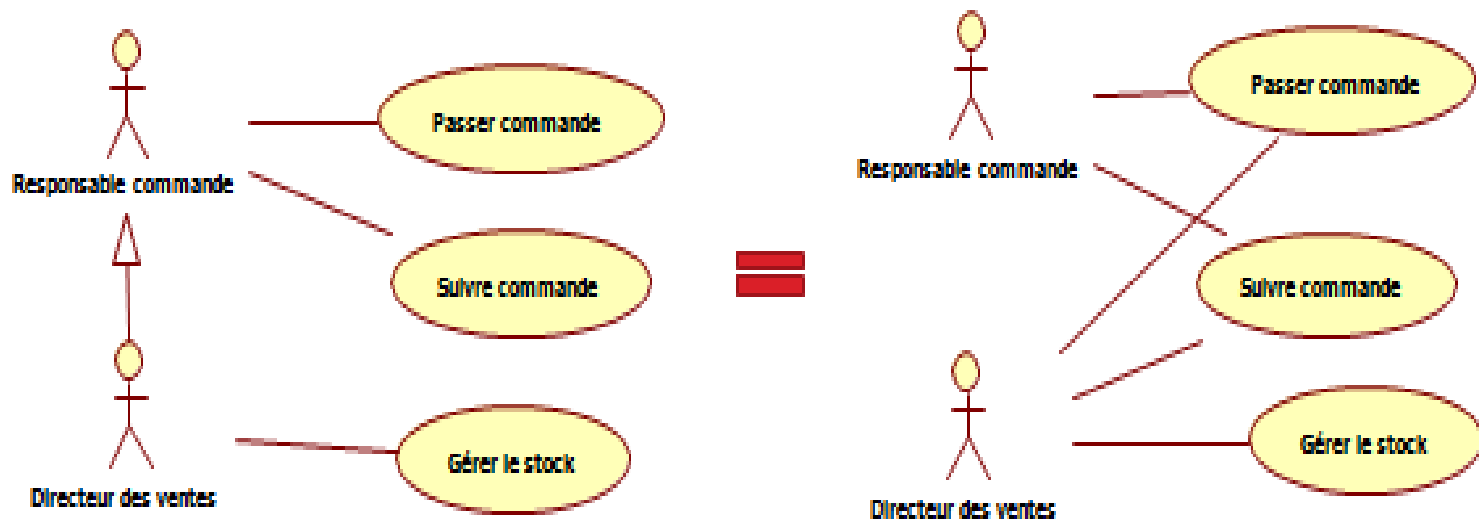 Passer commande
Responsable commande
Suivre commande
Gérer le stock
Directeur des ventes
Passer commande
Responsable commande
Suivre commande
Gérer le stock
Directeur des ventes